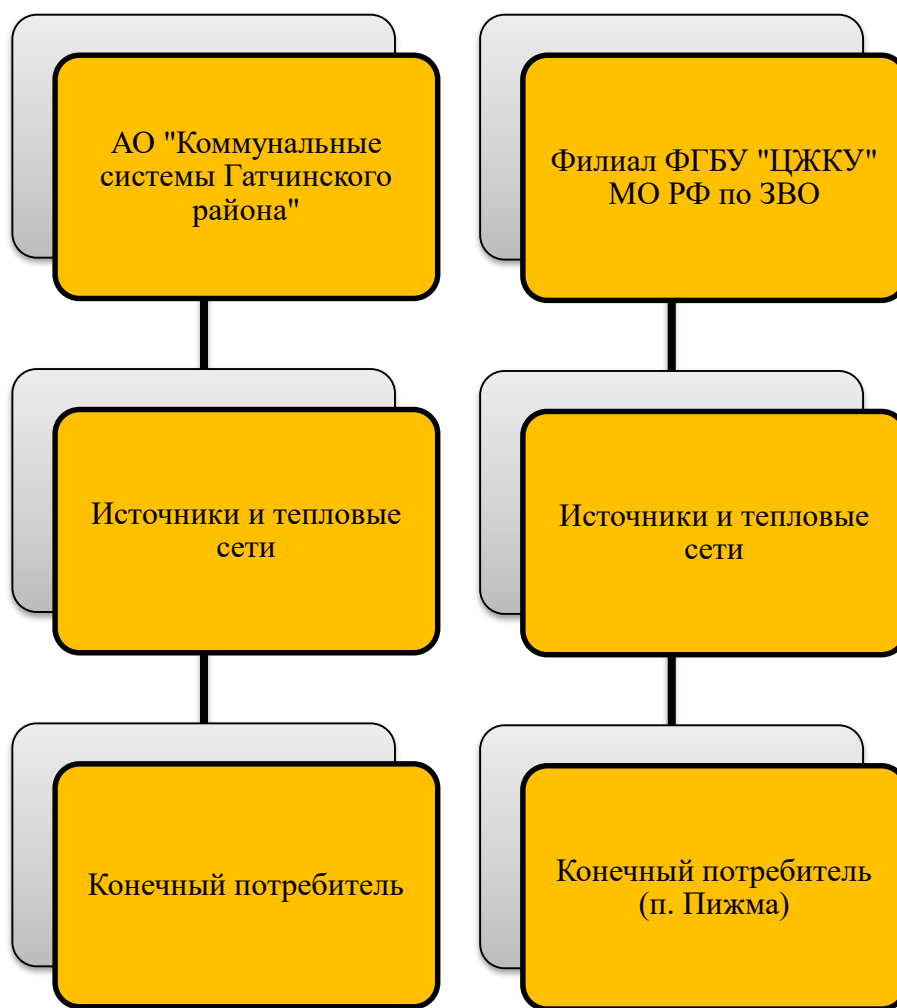 АО "Коммунальные
системы Гатчинского
района"
Филиал ФГБУ "ЦЖКУ"
МО РФ по ЗВО
Источники и тепловые
сети
Источники и тепловые
сети
Конечный потребитель
Конечный потребитель
(п. Пижма)